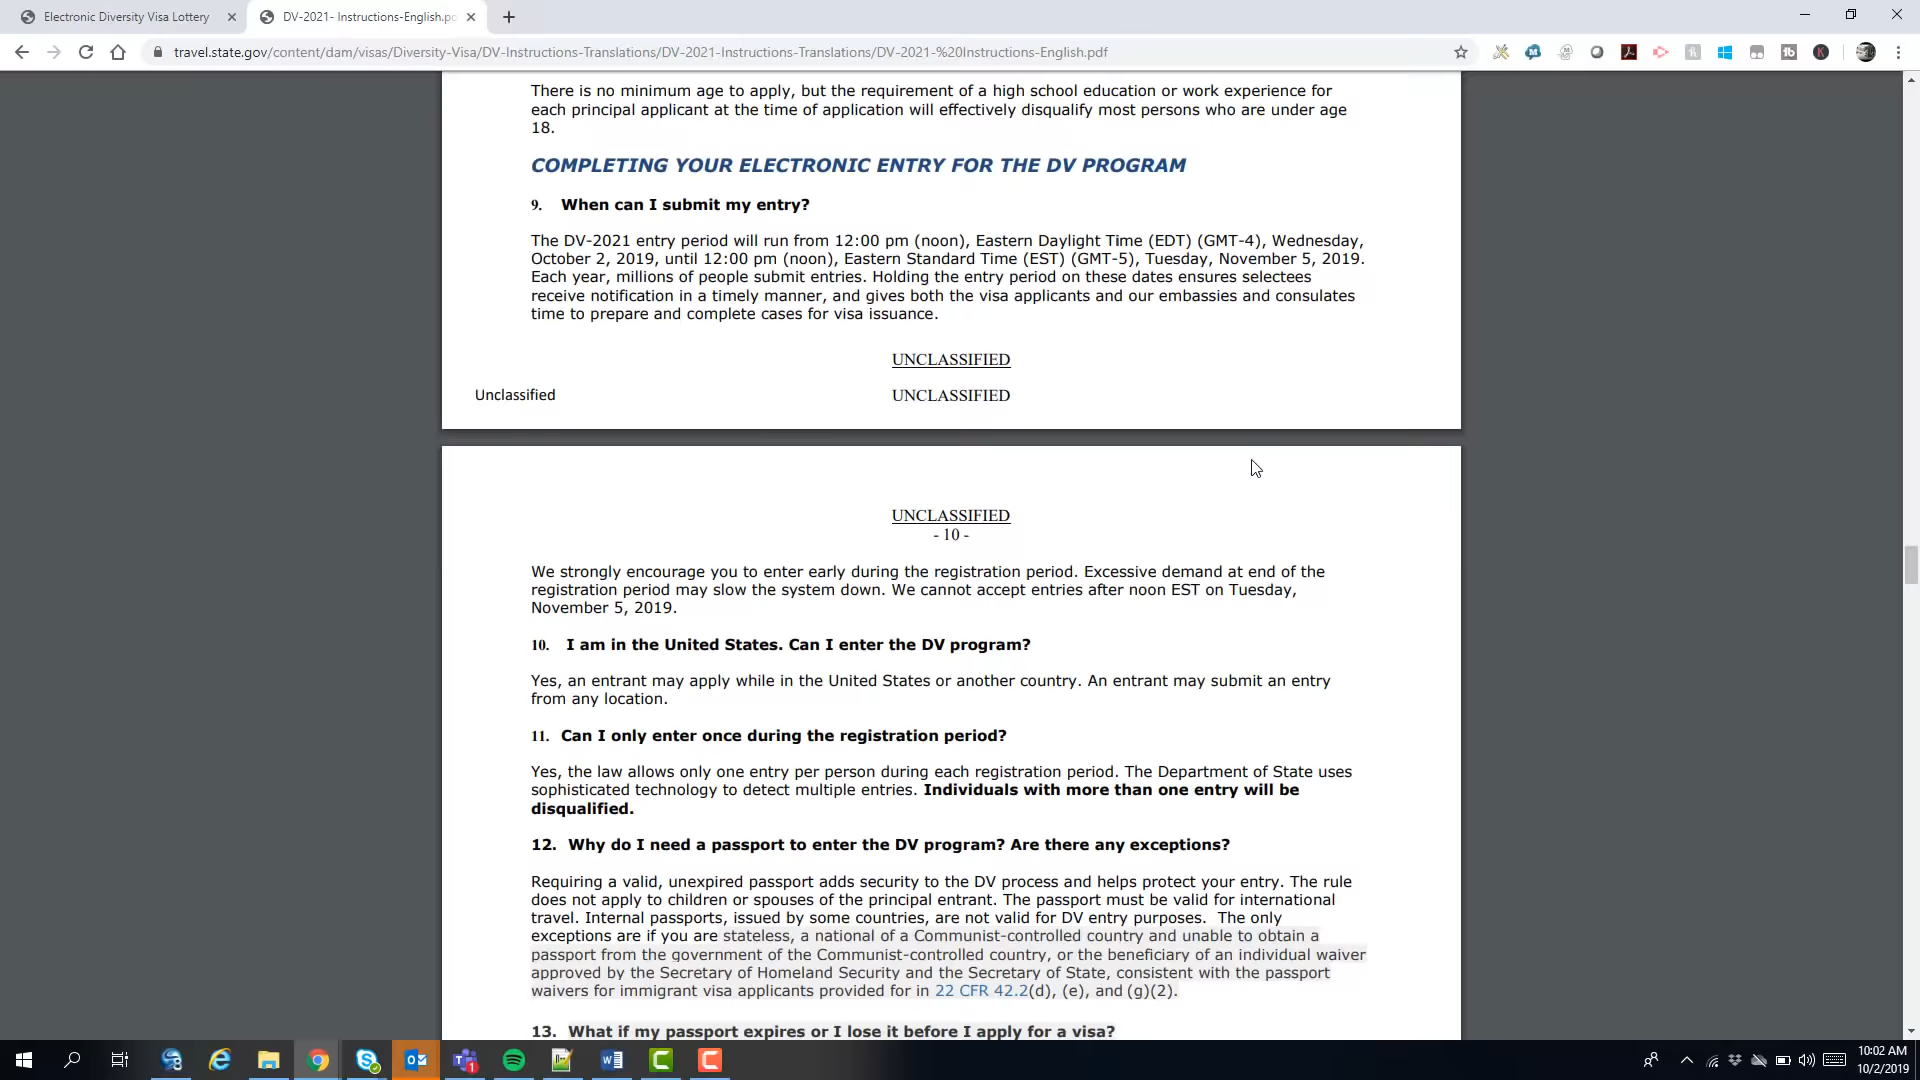 Electronic Diversity Visa Lottery
DV-2021- Instructions-English.pd
travel.state.gov/content/dam/visas/Diversity-Visa/DV-Instructions-Translations/DV-2021-Instructions-Translations/DV-2021-%20Instructions-English.pdf
There is no minimum age to apply, but the requirement of a high school education or work experience for
each principal applicant at the time of application will effectively disqualify most persons who are under age
18.
COMPLETING YOUR ELECTRONIC ENTRY FOR THE DV PROGRAM
9. When can I submit my entry?
The DV-2021 entry period will run from 12:00 pm (noon), Eastern Daylight Time (EDT) (GMT-4), Wednesday,
October 2, 2019, until 12:00 pm (noon), Eastern Standard Time (EST) (GMT-5), Tuesday, November 5, 2019.
Each year, millions of people submit entries. Holding the entry period on these dates ensures selectees
receive notification in a timely manner, and gives both the visa applicants and our embassies and consulates
time to prepare and complete cases for visa issuance.
UNCLASSIFIED
Unclassified UNCLASSIFIED
UNCLASSIFIED
- 10 -
We strongly encourage you to enter early during the registration period. Excessive demand at end of the
registration period may slow the system down. We cannot accept entries after noon EST on Tuesday,
November 5, 2019.
10. I am in the United States. Can I enter the DV program?
Yes, an entrant may apply while in the United States or another country. An entrant may submit an entry
from any location.
11. Can I only enter once during the registration period?
Yes, the law allows only one entry per person during each registration period. The Department of State uses
sophisticated technology to detect multiple entries. Individuals with more than one entry will be
disqualified.
12. Why do I need a passport to enter the DV program? Are there any exceptions?
Requiring a valid, unexpired passport adds security to the DV process and helps protect your entry. The rule
does not apply to children or spouses of the principal entrant. The passport must be valid for international
travel. Internal passports, issued by some countries, are not valid for DV entry purposes. The only
exceptions are if you are stateless, a national of a Communist-controlled country and unable to obtain a
passport from the government of the Communist-controlled country, or the beneficiary of an individual waiver
approved by the Secretary of Homeland Security and the Secretary of State, consistent with the passport
waivers for immigrant visa applicants provided for in 22 CFR 42.2(d), (e), and (g)(2).
13. What if my passport expires or I lose it before I apply for a visa?
10:02 AM
10/2/2019